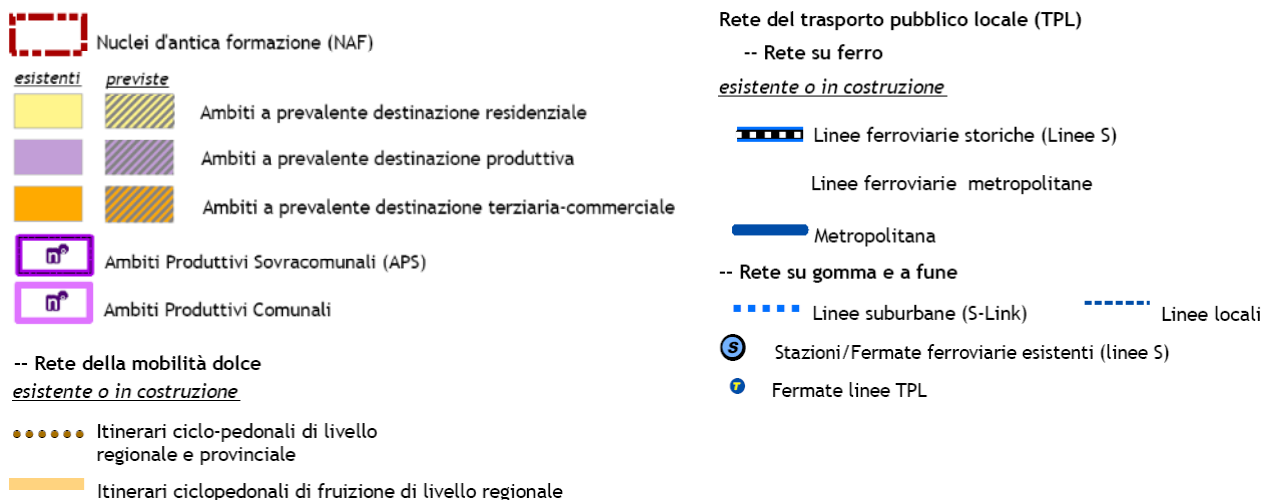 Nuclei d'antica formazione (NAF)
esistenti previste
Ambiti a prevalente destinazione residenziale
Ambiti a prevalente destinazione produttiva
Ambiti a prevalente destinazione terziaria-commerciale
n° Ambiti Produttivi Sovracomunali (APS)
n° Ambiti Produttivi Comunali
-- Rete della mobilità dolce
esistente o in costruzione
Itinerari ciclo-pedonali di livello
regionale e provinciale
Itinerari ciclopedonali di fruizione di livello regionale
Rete del trasporto pubblico locale (TPL)
-- Rete su ferro
esistente o in costruzione
Linee ferroviarie storiche (Linee S)
Linee ferroviarie metropolitane
Metropolitana
-- Rete su gomma e a fune
Linee suburbane (S-Link) Linee locali
S Stazioni/Fermate ferroviarie esistenti (linee S)
T Fermate linee TPL